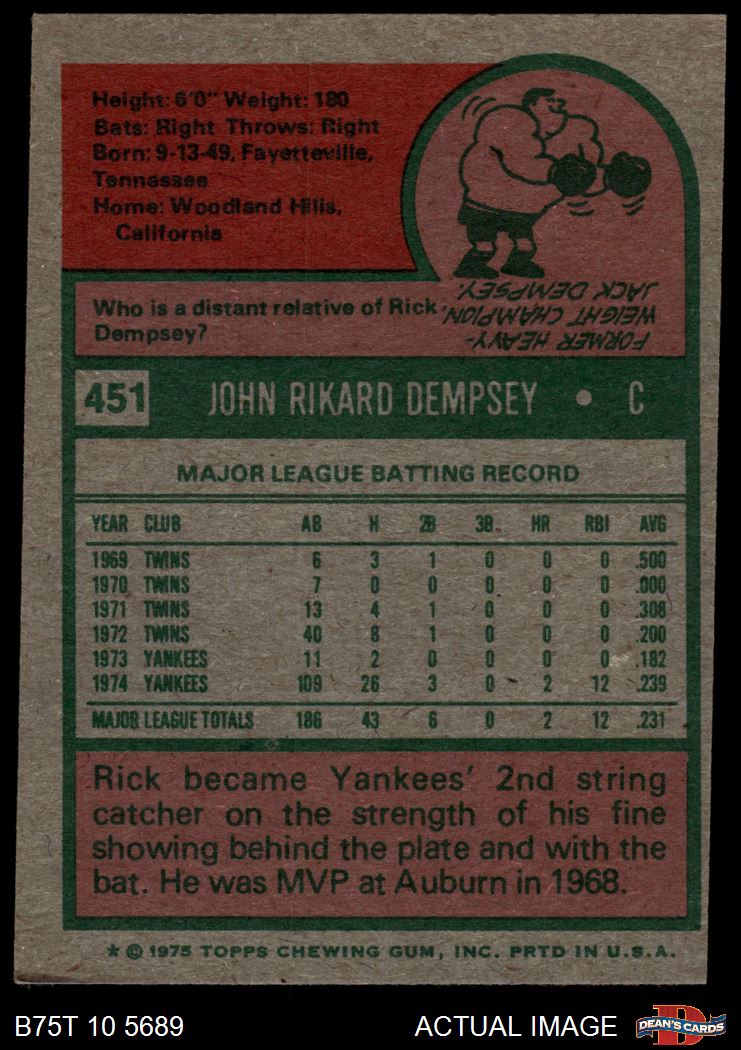 Height: 6'0" Weight: 180
Bats: Right Throws: Right
Born: 9-13-49, Fayetteville,
Tennessee
Home: Woodland Hills,
California
Who is a distant relative of Rick
Dempsey?
FORMER HEAVY-
WEIGHT CHAMPION,
JACK DEMPSEY.
451 JOHN RIKARD DEMPSEY • C
MAJOR LEAGUE BATTING RECORD
YEAR CLUB AB H 2B 3B HR RBI AVG
1969 TWINS 6 3 1 0 0 0 .500
1970 TWINS 7 0 0 0 0 0 .000
1971 TWINS 13 4 1 0 0 0 .308
1972 TWINS 40 8 1 0 0 0 .200
1973 YANKEES 11 2 0 0 0 0 .182
1974 YANKEES 109 26 3 0 2 12 .239
MAJOR LEAGUE TOTALS 186 43 6 0 2 12 .231
Rick became Yankees' 2nd string
catcher on the strength of his fine
showing behind the plate and with the
bat. He was MVP at Auburn in 1968.
* © 1975 TOPPS CHEWING GUM, INC. PRTD IN U.S.A.
B75T 10 5689 ACTUAL IMAGE
D
DEAN'S CARDS